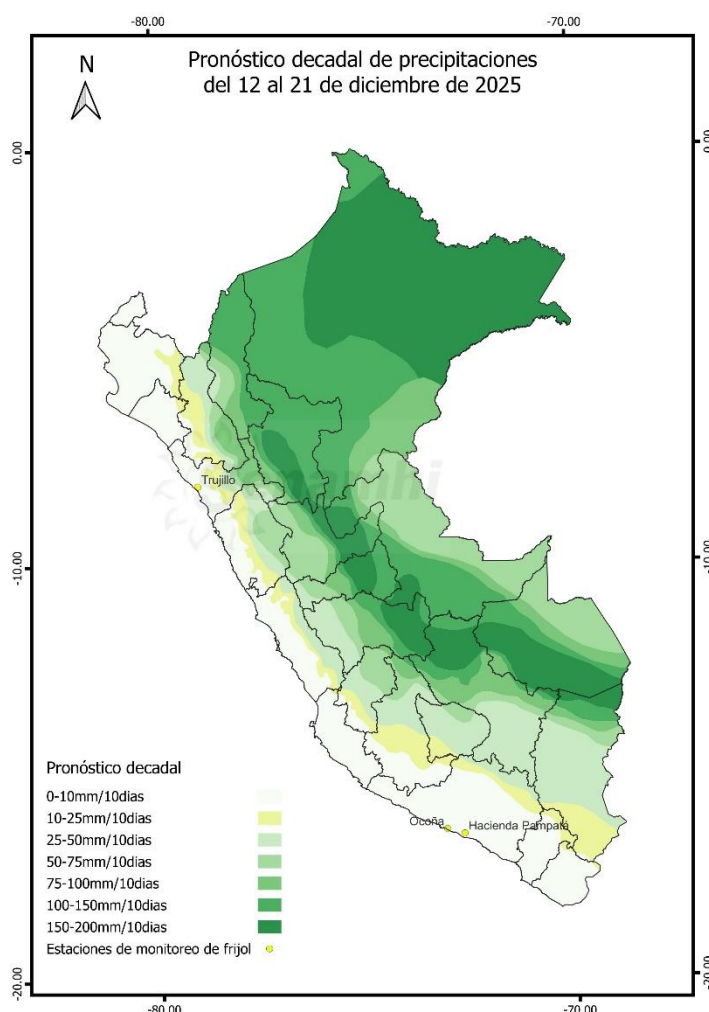 -80.00
-70.00
Pronóstico decadal de precipitaciones
del 12 al 21 de diciembre de 2025
N
0.00
0.00
Trujillo
senamhi
-10.00
-10.00
Pronóstico decadal
0-10mm/10dias
10-25mm/10dias
25-50mm/10dias
50-75mm/10dias
75-100mm/10dias
100-150mm/10dias
150-200mm/10dias
Estaciones de monitoreo de frijol
Ocoña
Hacienda Pampatá
-20.00
-20.00
-80.00
-70.00